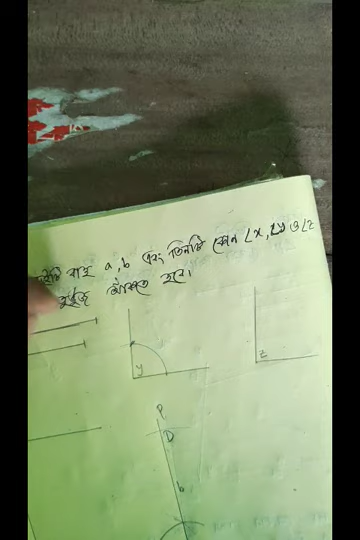 বাহু a, b এবং তিনটি কোন ∠x, ∠y ও ∠z
আঁকতে হবে।
y
z
P
D
b